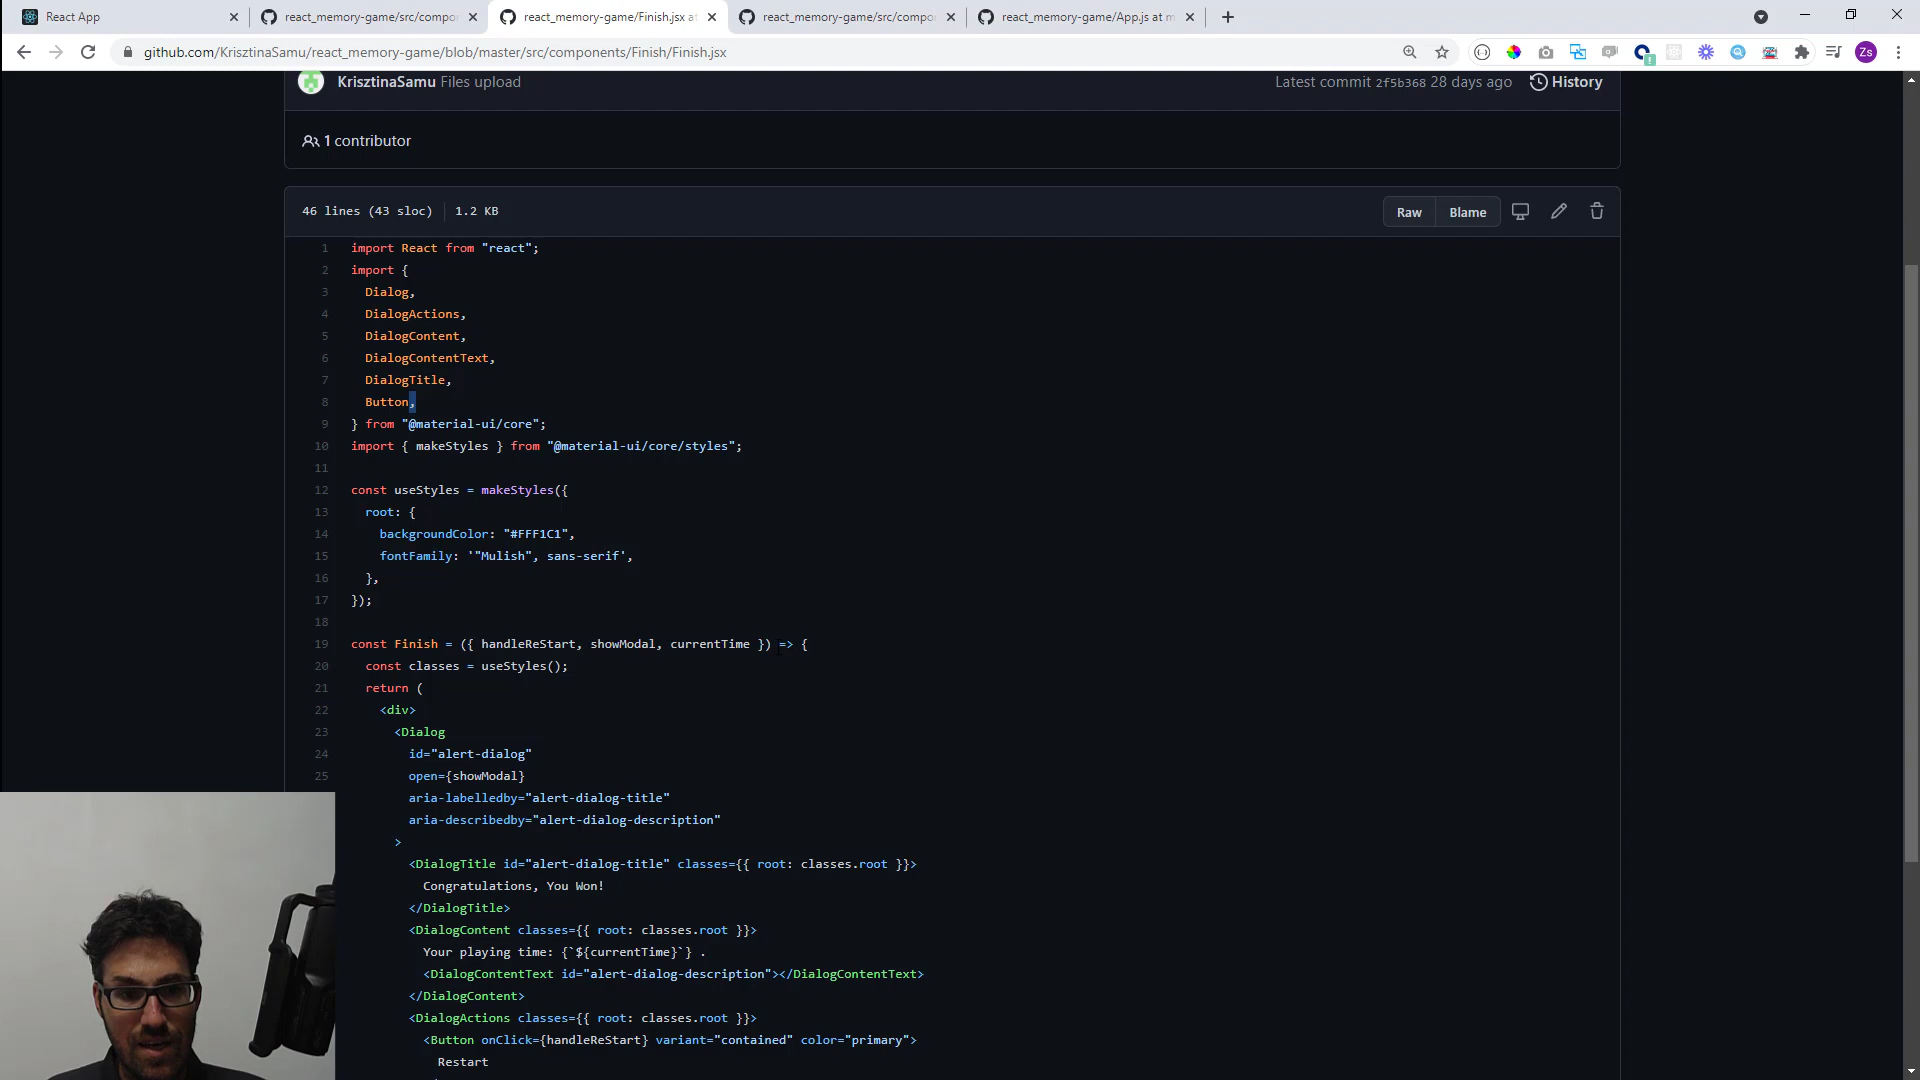 React App
react_memory-game/src/compo
react_memory-game/Finish.jsx at
react_memory-game/src/compo
react_memory-game/App.js at m
github.com/KrisztinaSamu/react_memory-game/blob/master/src/components/Finish/Finish.jsx
Zs
KrisztinaSamu Files upload
Latest commit 2f5b368 28 days ago
History
1 contributor
46 lines (43 sloc)
1.2 KB
Raw
Blame
1 import React from "react";
2 import {
3 Dialog,
4 DialogActions,
5 DialogContent,
6 DialogContentText,
7 DialogTitle,
8 Button,
9 } from "@material-ui/core";
10 import { makeStyles } from "@material-ui/core/styles";
11
12 const useStyles = makeStyles({
13 root: {
14 backgroundColor: "#FFF1C1",
15 fontFamily: '"Mulish", sans-serif',
16 },
17 });
18
19 const Finish = ({ handleReStart, showModal, currentTime }) => {
20 const classes = useStyles();
21 return (
22 <div>
23 <Dialog
24 id="alert-dialog"
25 open={showModal}
aria-labelledby="alert-dialog-title"
aria-describedby="alert-dialog-description"
>
<DialogTitle id="alert-dialog-title" classes={{ root: classes.root }}>
Congratulations, You Won!
</DialogTitle>
<DialogContent classes={{ root: classes.root }}>
Your playing time: {`${currentTime}`} .
<DialogContentText id="alert-dialog-description"></DialogContentText>
</DialogContent>
<DialogActions classes={{ root: classes.root }}>
<Button onClick={handleReStart} variant="contained" color="primary">
Restart